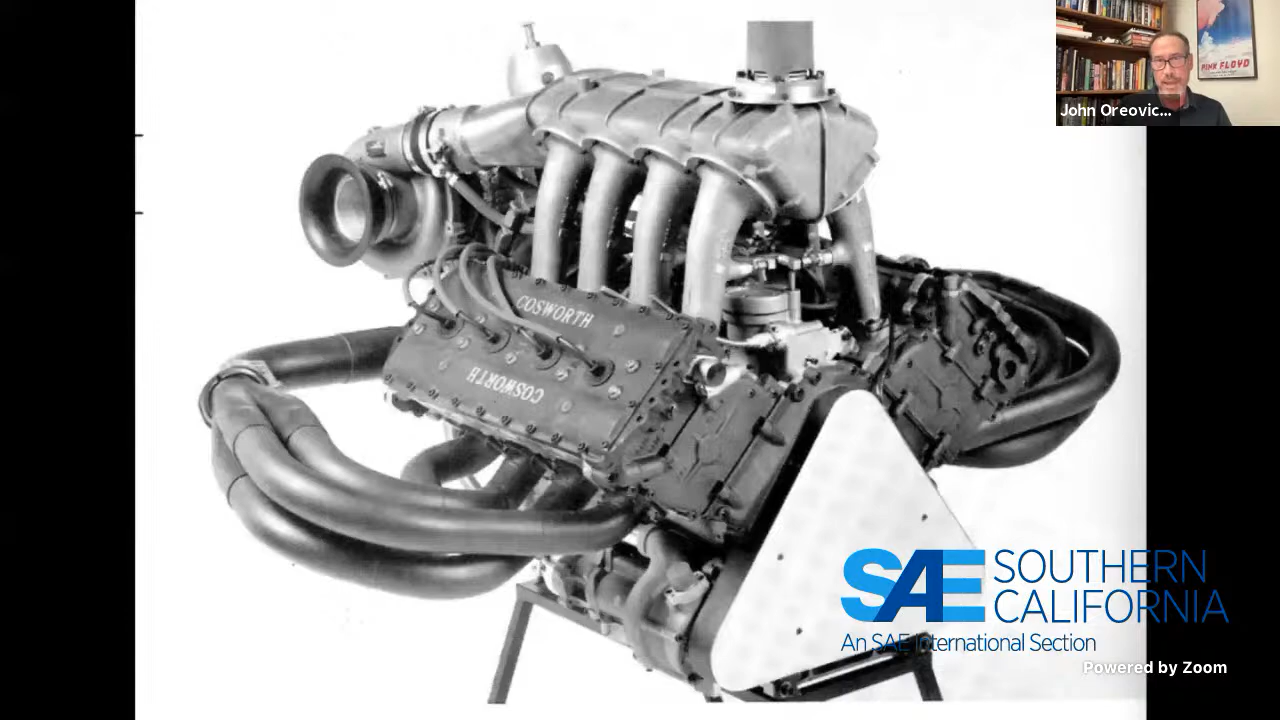 PINK FLOYD
John Oreovic...
COSWORTH
COSWORTH
SAE SOUTHERN
CALIFORNIA
An SAE International Section
Powered by Zoom